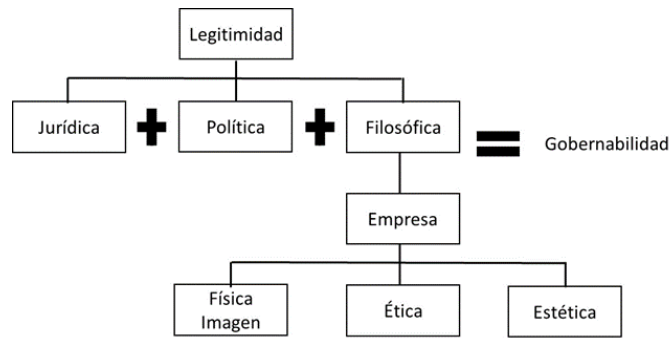 Legitimidad
Jurídica
Política
Filosófica
Gobernabilidad
Empresa
Física
Imagen
Ética
Estética